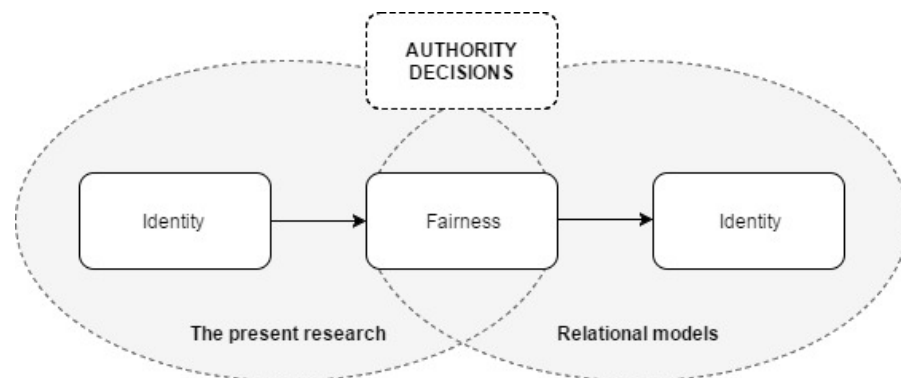 AUTHORITY
DECISIONS
Identity
Fairness
Identity
The present research
Relational models